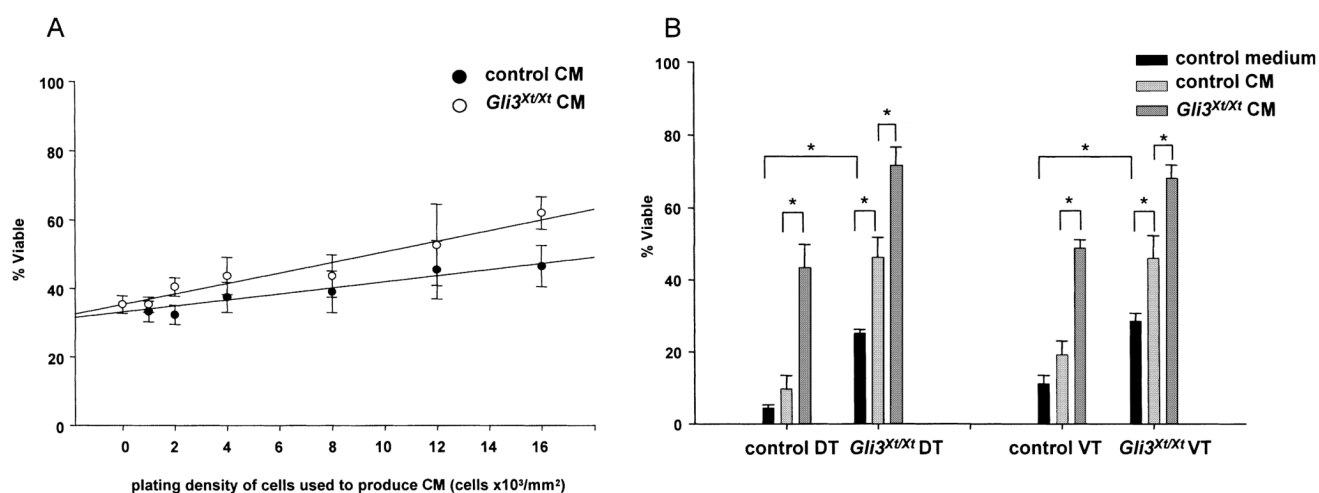 A
control CM
Gli3Xt/Xt CM
100
80
60
40
20
0
% Viable
0 2 4 6 8 10 12 14 16
plating density of cells used to produce CM (cells x10³/mm²)
B
control medium
control CM
Gli3Xt/Xt CM
100
80
60
40
20
0
% Viable
* * * * * * * *
control DT Gli3Xt/Xt DT control VT Gli3Xt/Xt VT